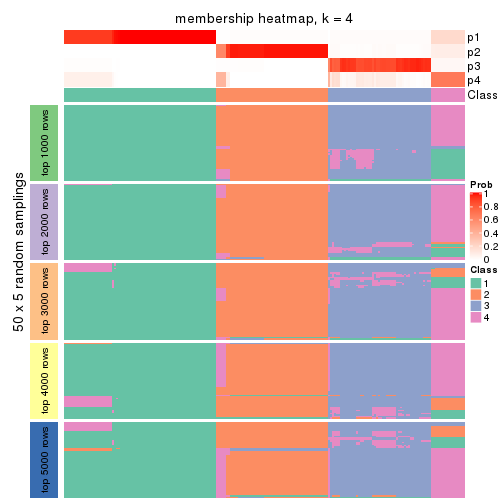 membership heatmap, k = 4
p1
p2
p3
p4
Class
50 x 5 random samplings
top 1000 rows
top 2000 rows
top 3000 rows
top 4000 rows
top 5000 rows
Prob
1
0.8
0.6
0.4
0.2
0
Class
1
2
3
4